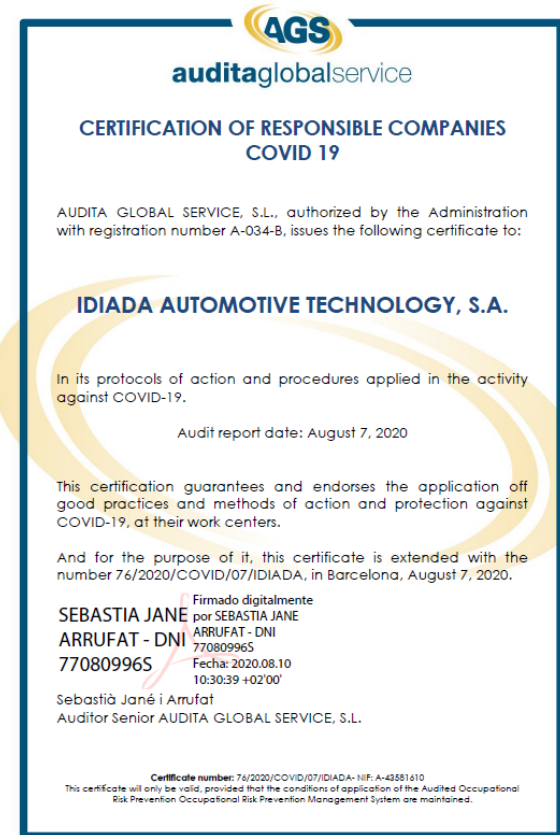 AGS
auditaglobalservice
CERTIFICATION OF RESPONSIBLE COMPANIES
COVID 19
AUDITA GLOBAL SERVICE, S.L., authorized by the Administration
with registration number A-034-B, issues the following certificate to:
IDIADA AUTOMOTIVE TECHNOLOGY, S.A.
In its protocols of action and procedures applied in the activity
against COVID-19.
Audit report date: August 7, 2020
This certification guarantees and endorses the application off
good practices and methods of action and protection against
COVID-19, at their work centers.
And for the purpose of it, this certificate is extended with the
number 76/2020/COVID/07/IDIADA, in Barcelona, August 7, 2020.
SEBASTIA JANE
ARRUFAT - DNI
77080996S
Firmado digitalmente
por SEBASTIA JANE
ARRUFAT - DNI
77080996S
Fecha: 2020.08.10
10:30:39 +02'00'
Sebastià Jané i Arrufat
Auditor Senior AUDITA GLOBAL SERVICE, S.L.
Certificate number: 76/2020/COVID/07/IDIADA- NIF: A-43581610
This certificate will only be valid, provided that the conditions of application of the Audited Occupational
Risk Prevention Occupational Risk Prevention Management System are maintained.